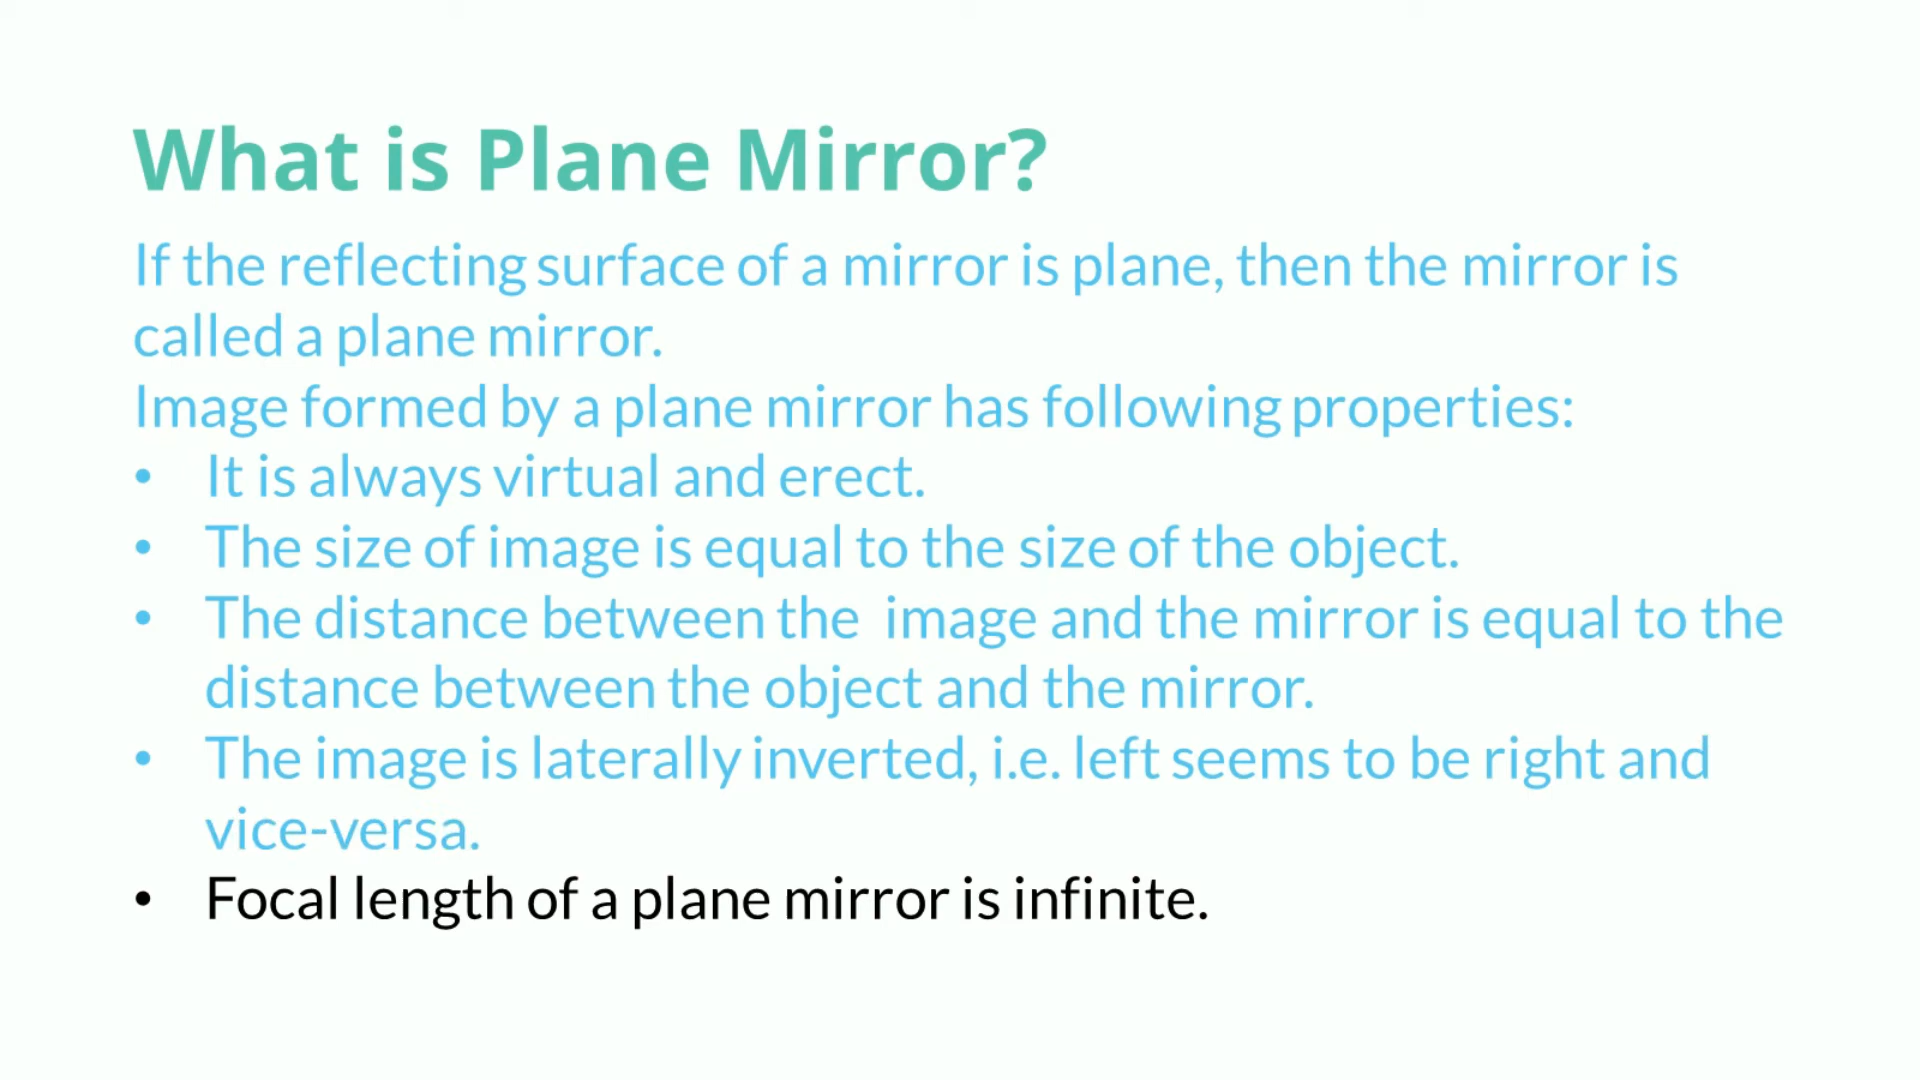 What is Plane Mirror?
If the reflecting surface of a mirror is plane, then the mirror is
called a plane mirror.
Image formed by a plane mirror has following properties:
• It is always virtual and erect.
• The size of image is equal to the size of the object.
• The distance between the  image and the mirror is equal to the
distance between the object and the mirror.
• The image is laterally inverted, i.e. left seems to be right and
vice-versa.
• Focal length of a plane mirror is infinite.